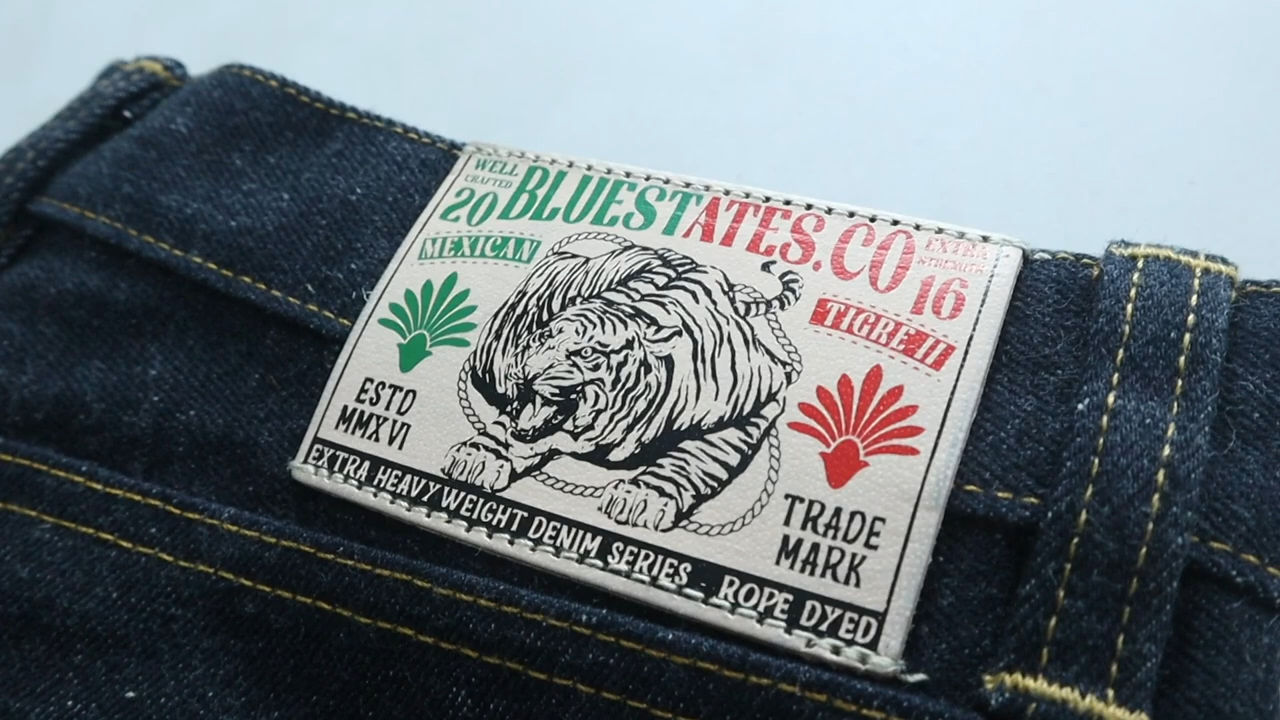 WELL
CRAFTED
BLUESTATES.CO
EXTRA
STRENGTH
20
16
MEXICAN
TIGRE II
ESTD
MMXVI
TRADE
MARK
EXTRA HEAVYWEIGHT DENIM SERIES . ROPE DYED